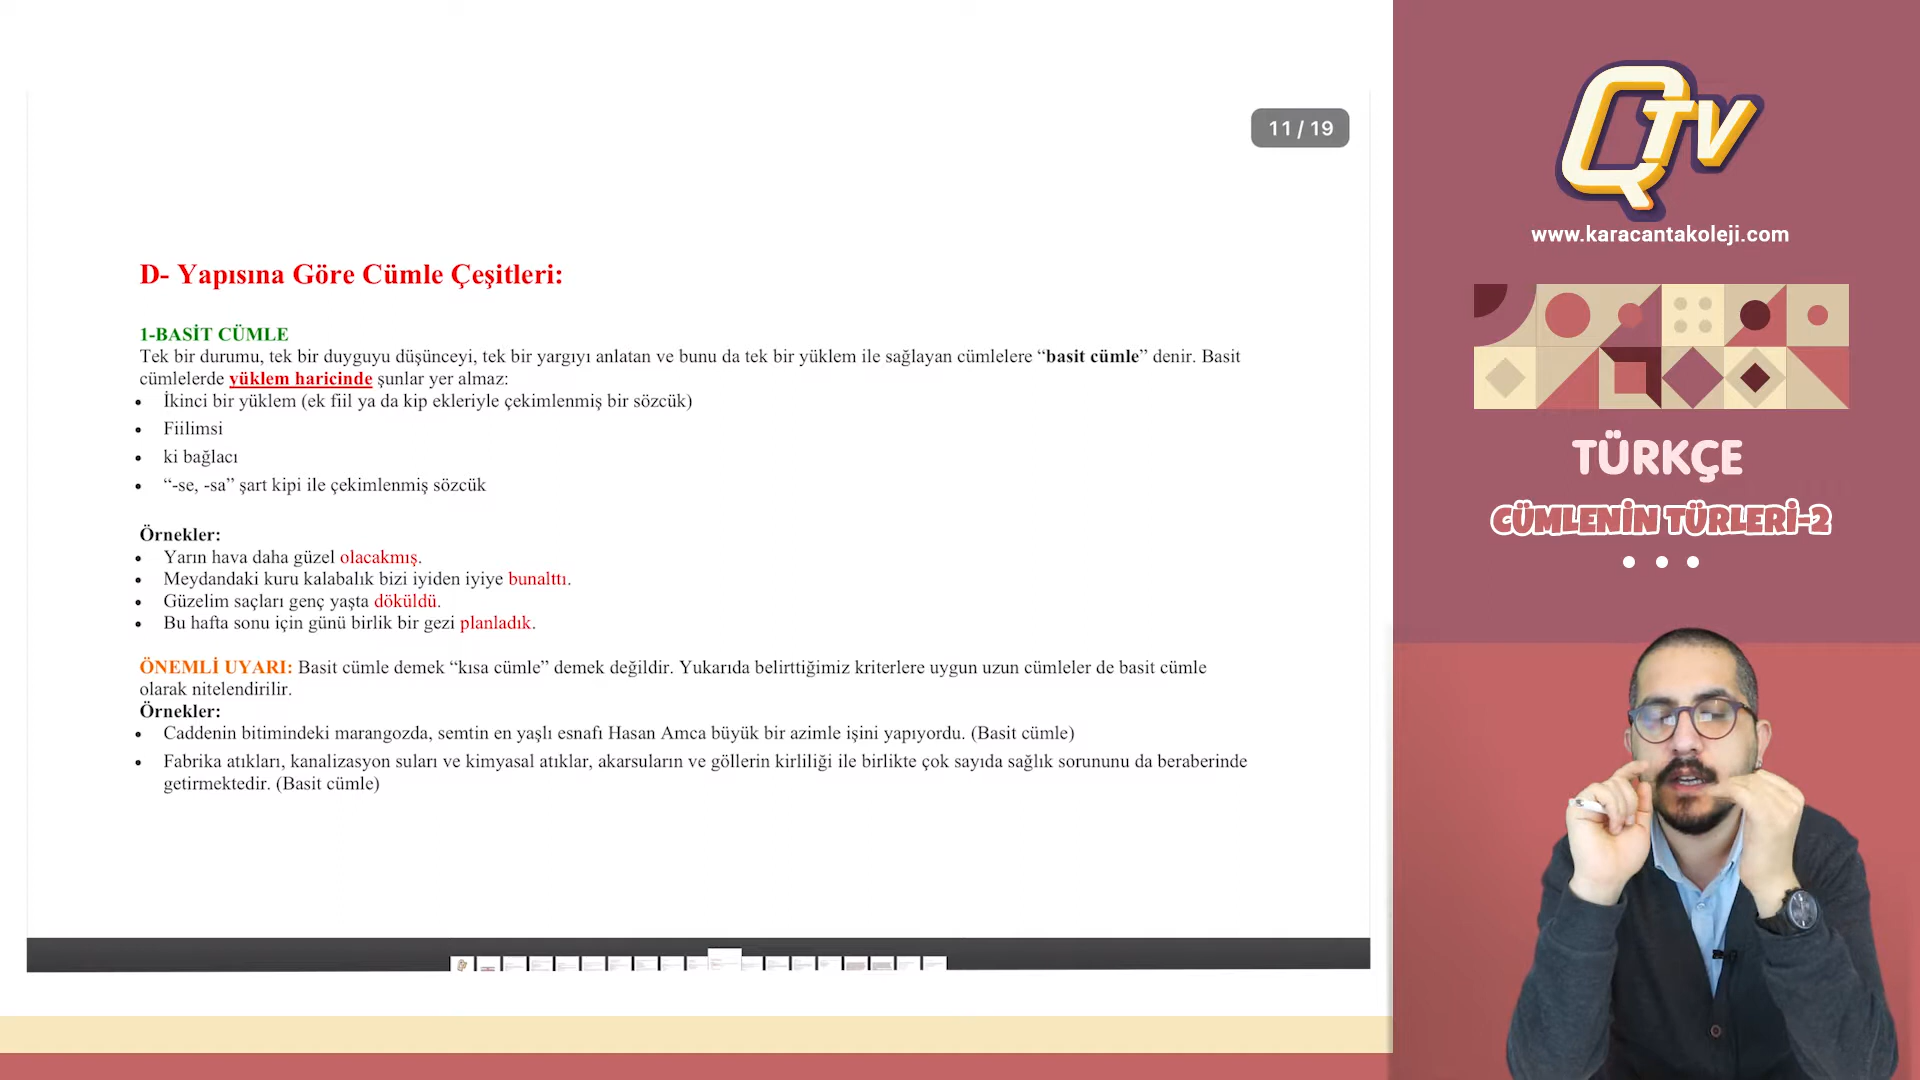 11 / 19
D- Yapısına Göre Cümle Çeşitleri:
1-BASİT CÜMLE
Tek bir durumu, tek bir duyguyu düşünceyi, tek bir yargıyı anlatan ve bunu da tek bir yüklem ile sağlayan cümlelere “basit cümle” denir. Basit
cümlelerde yüklem haricinde şunlar yer almaz:
• İkinci bir yüklem (ek fiil ya da kip ekleriyle çekimlenmiş bir sözcük)
• Fiilimsi
• ki bağlacı
• “-se, -sa” şart kipi ile çekimlenmiş sözcük
Örnekler:
• Yarın hava daha güzel olacakmış.
• Meydandaki kuru kalabalık bizi iyiden iyiye bunalttı.
• Güzelim saçları genç yaşta döküldü.
• Bu hafta sonu için günü birlik bir gezi planladık.
ÖNEMLİ UYARI: Basit cümle demek “kısa cümle” demek değildir. Yukarıda belirttiğimiz kriterlere uygun uzun cümleler de basit cümle
olarak nitelendirilir.
Örnekler:
• Caddenin bitimindeki marangozda, semtin en yaşlı esnafı Hasan Amca büyük bir azimle işini yapıyordu. (Basit cümle)
• Fabrika atıkları, kanalizasyon suları ve kimyasal atıklar, akarsuların ve göllerin kirliliği ile birlikte çok sayıda sağlık sorununu da beraberinde
getirmektedir. (Basit cümle)
QTV
www.karacantakoleji.com
TÜRKÇE
CÜMLENİN TÜRLERİ-2